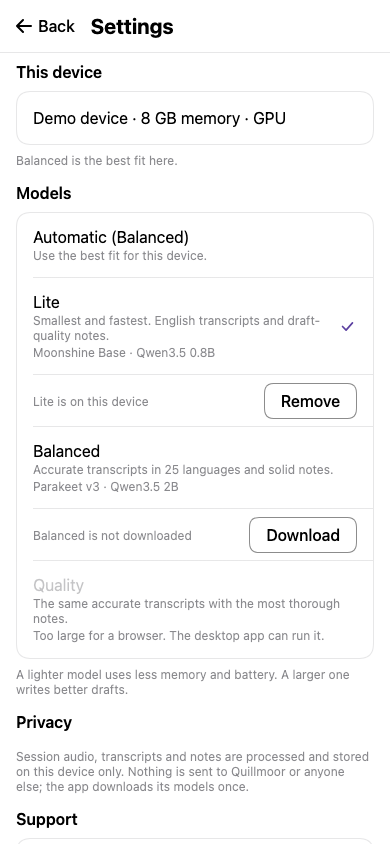 Back Settings
This device
Demo device · 8 GB memory · GPU
Balanced is the best fit here.
Models
Automatic (Balanced)
Use the best fit for this device.
Lite
Smallest and fastest. English transcripts and draft-
quality notes.
Moonshine Base · Qwen3.5 0.8B
Lite is on this device Remove
Balanced
Accurate transcripts in 25 languages and solid notes.
Parakeet v3 · Qwen3.5 2B
Balanced is not downloaded Download
Quality
The same accurate transcripts with the most thorough
notes.
Too large for a browser. The desktop app can run it.
A lighter model uses less memory and battery. A larger one
writes better drafts.
Privacy
Session audio, transcripts and notes are processed and stored
on this device only. Nothing is sent to Quillmoor or anyone
else; the app downloads its models once.
Support